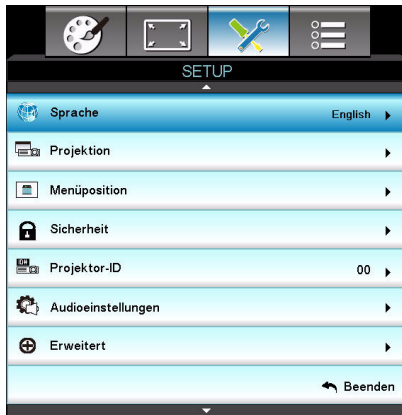 SETUP
Sprache English
Projektion
Menüposition
Sicherheit
Projektor-ID 00
Audioeinstellungen
Erweitert
Beenden